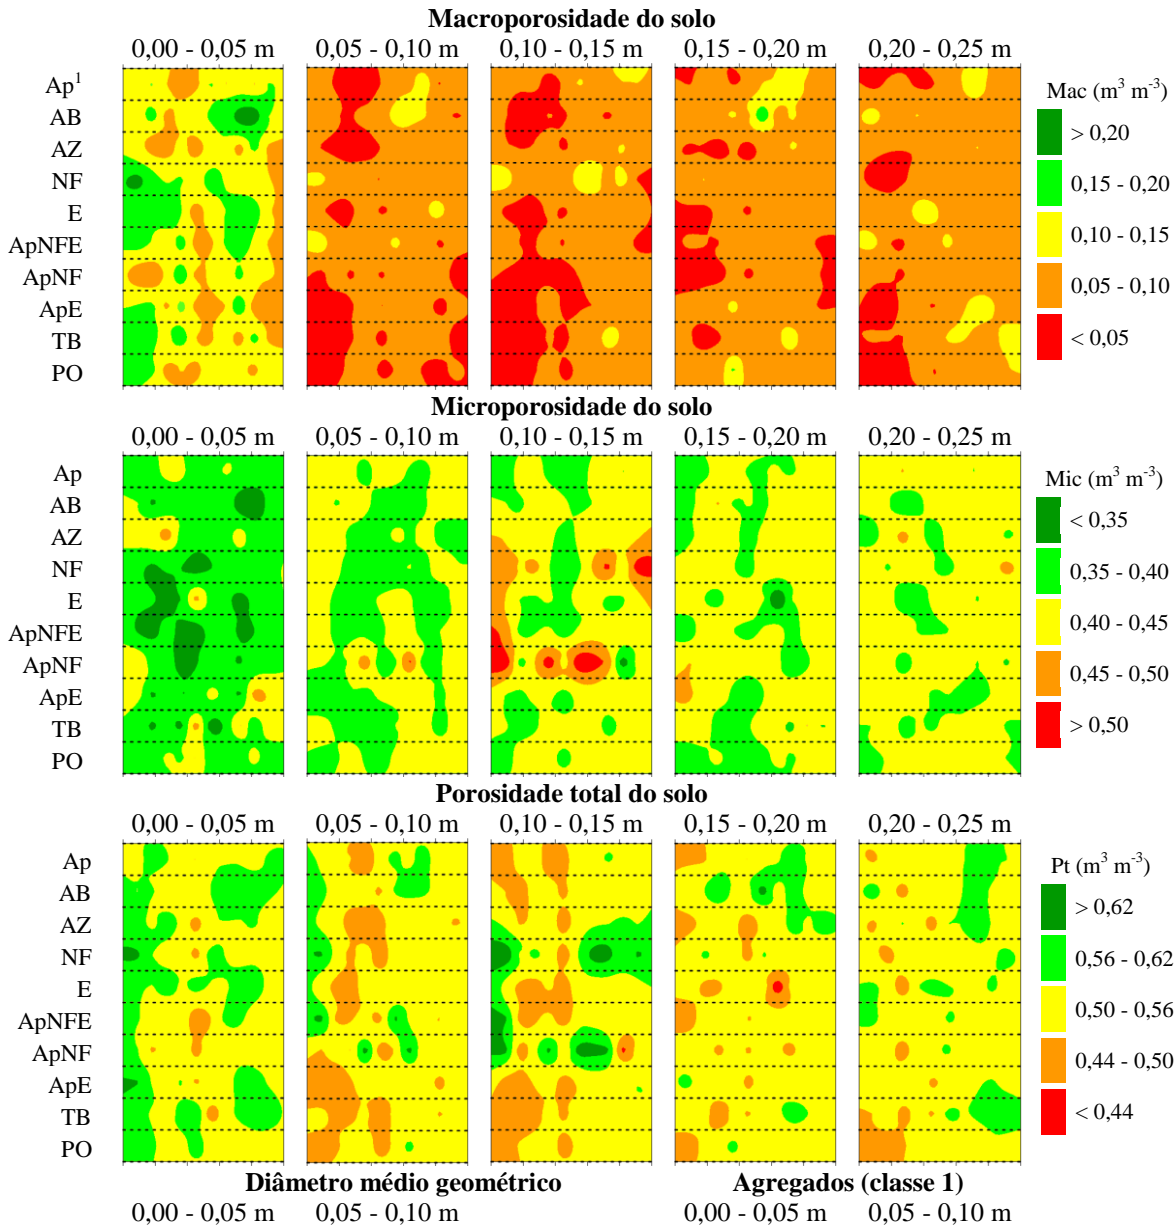 Macroporosidade do solo
0,00 - 0,05 m 0,05 - 0,10 m 0,10 - 0,15 m 0,15 - 0,20 m 0,20 - 0,25 m
Ap¹
AB
AZ
NF
E
ApNFE
ApNF
ApE
TB
PO
Mac (m³ m⁻³)
> 0,20
0,15 - 0,20
0,10 - 0,15
0,05 - 0,10
< 0,05
Microporosidade do solo
0,00 - 0,05 m 0,05 - 0,10 m 0,10 - 0,15 m 0,15 - 0,20 m 0,20 - 0,25 m
Ap
AB
AZ
NF
E
ApNFE
ApNF
ApE
TB
PO
Mic (m³ m⁻³)
< 0,35
0,35 - 0,40
0,40 - 0,45
0,45 - 0,50
> 0,50
Porosidade total do solo
0,00 - 0,05 m 0,05 - 0,10 m 0,10 - 0,15 m 0,15 - 0,20 m 0,20 - 0,25 m
Ap
AB
AZ
NF
E
ApNFE
ApNF
ApE
TB
PO
Pt (m³ m⁻³)
> 0,62
0,56 - 0,62
0,50 - 0,56
0,44 - 0,50
< 0,44
Diâmetro médio geométrico Agregados (classe 1)
0,00 - 0,05 m 0,05 - 0,10 m 0,00 - 0,05 m 0,05 - 0,10 m